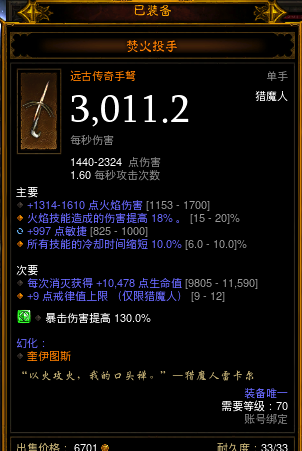 已装备
焚火投手
远古传奇手弩
单手
3,011.2
猎魔人
每秒伤害
1440-2324 点伤害
1.60 每秒攻击次数
主要
+1314-1610 点火焰伤害 [1153 - 1700]
火焰技能造成的伤害提高 18% 。 [15 - 20]%
+997 点敏捷 [825 - 1000]
所有技能的冷却时间缩短 10.0% [6.0 - 10.0]%
次要
每次消灭获得 +10,478 点生命值 [9805 - 11,590]
+9 点戒律值上限 （仅限猎魔人） [9 - 12]
暴击伤害提高 130.0%
幻化：
奎伊图斯
“以火攻火，我的口头禅。”—猎魔人雷卡尔
装备唯一
需要等级：70
账号绑定
出售价格： 6701
耐久度：33/33